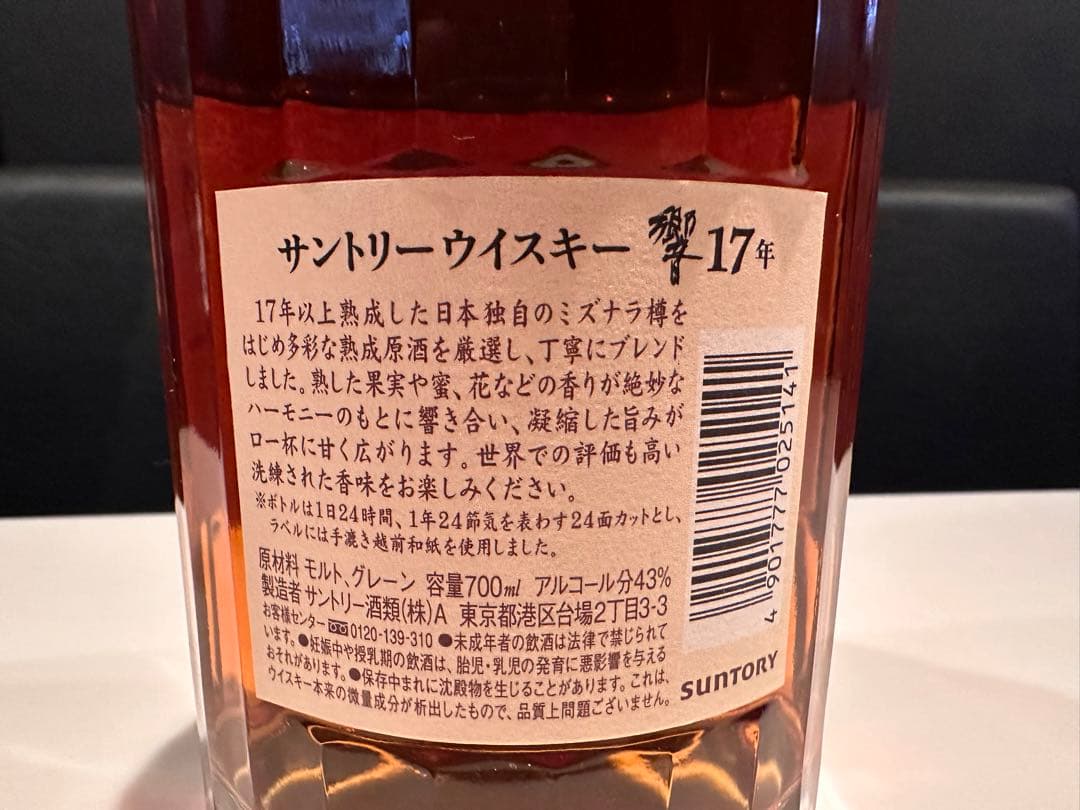 サントリーウイスキー 響 17年
17年以上熟成した日本独自のミズナラ樽を
はじめ多彩な熟成原酒を厳選し、丁寧にブレンド
しました。熟した果実や蜜、花などの香りが絶妙な
ハーモニーのもとに響き合い、凝縮した旨みが
口一杯に甘く広がります。世界での評価も高い
洗練された香味をお楽しみください。
※ボトルは1日24時間、1年24節気を表わす24面カットとし、
ラベルには手漉き越前和紙を使用しました。
原材料 モルト、グレーン 容量700ml アルコール分43%
製造者 サントリー酒類(株)A 東京都港区台場2丁目3-3
お客様センター 0120-139-310 ●未成年者の飲酒は法律で禁じられて
います。●妊娠中や授乳期の飲酒は、胎児・乳児の発育に悪影響を与える
おそれがあります。●保存中まれに沈殿物を生じることがあります。これは、
ウイスキー本来の微量成分が析出したもので、品質上問題ございません。
4 901777 025141
SUNTORY